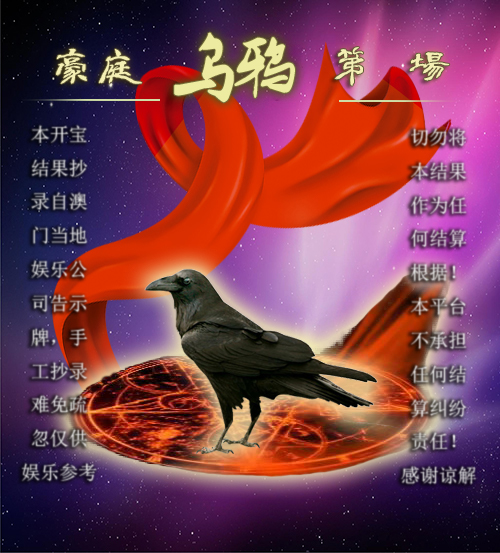 豪庭 乌鸦 第 場
本开宝
结果抄
录自澳
门当地
娱乐公
司告示
牌，手
工抄录
难免疏
忽仅供
娱乐参考
切勿将
本结果
作为任
何结算
根据！
本平台
不承担
任何结
算纠纷
责任！
感谢谅解